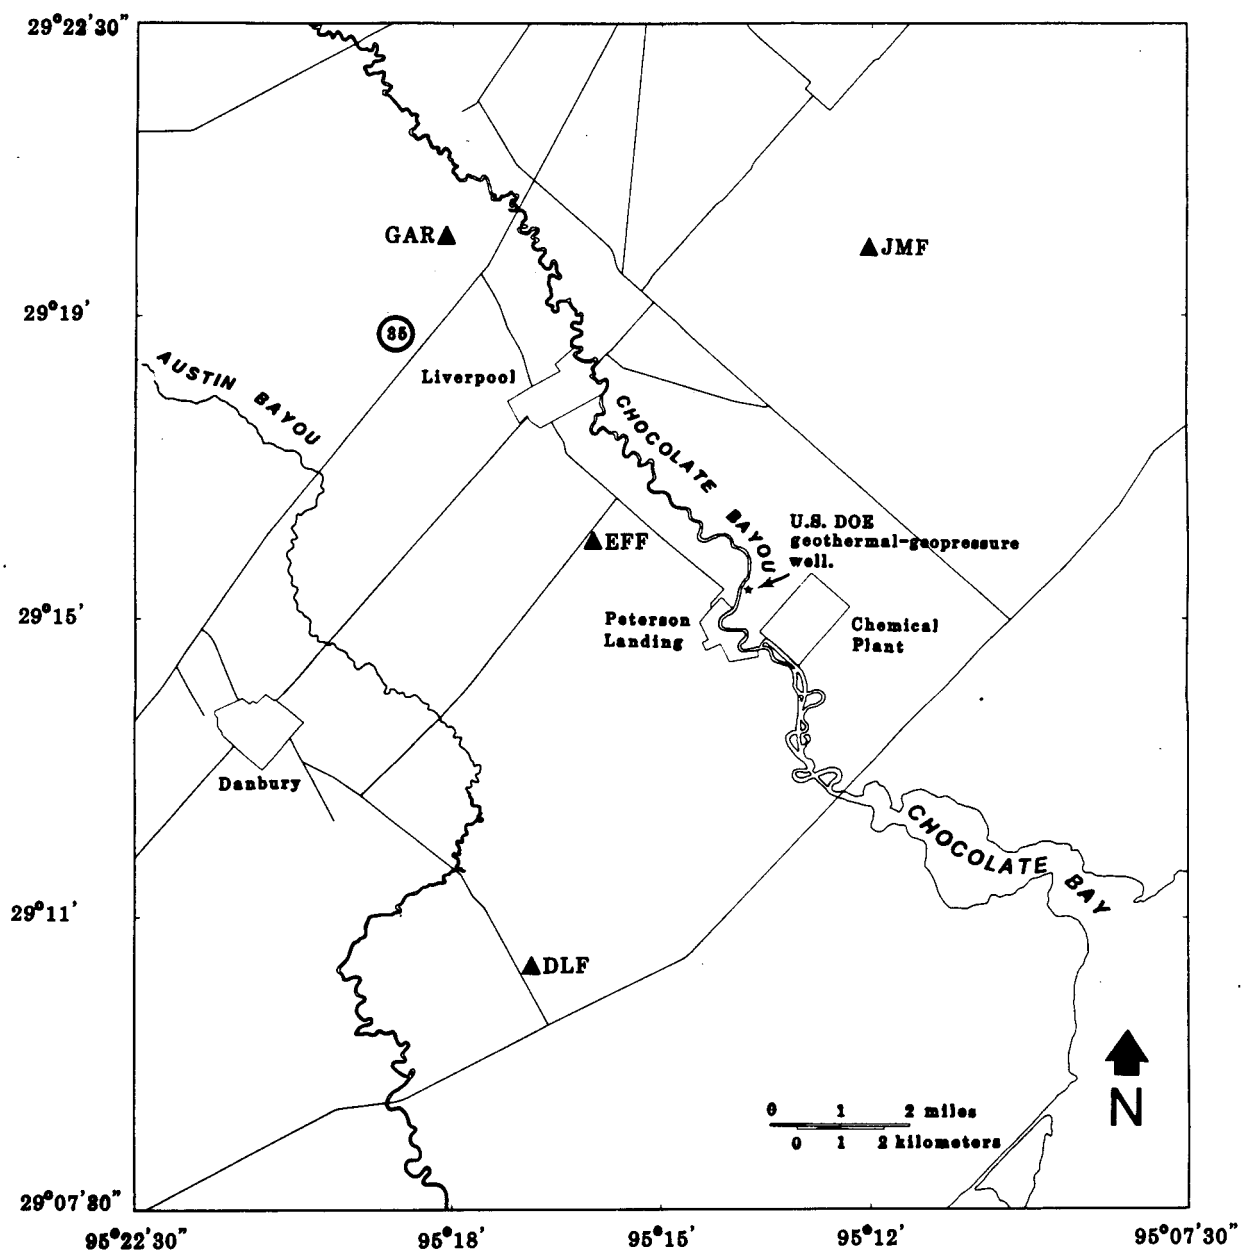 29°22'30"
GAR
JMF
29°19'
35
AUSTIN BAYOU
Liverpool
CHOCOLATE BAYOU
U.S. DOE
geothermal-geopressure
well.
EFF
29°15'
Peterson
Landing
Chemical
Plant
Danbury
CHOCOLATE BAY
29°11'
DLF
N
0 1 2 miles
0 1 2 kilometers
29°07'80"
95°22'30"
95°18'
95°15'
95°12'
95°07'30"